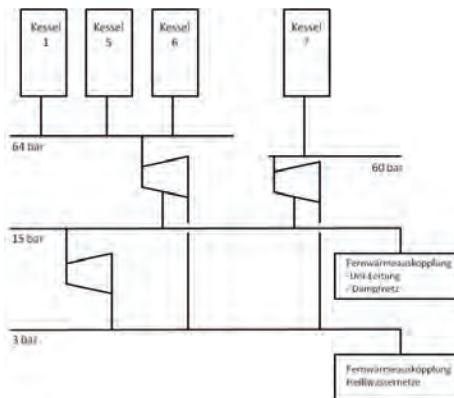 Kessel
1
Kessel
5
Kessel
6
Kessel
7
64 bar
60 bar
15 bar
Fernwärmeauskopplung
-Uni-Leitung
- Dampfnetz
3 bar
Fernwärmeauskopplung
Heißwassernetze